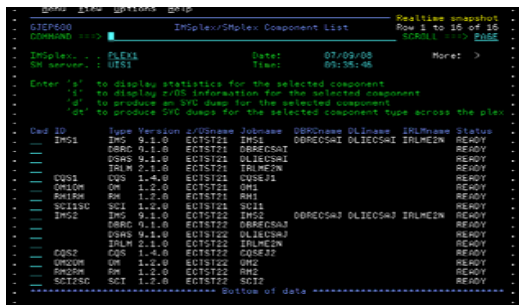 Menu View Options Help
Realtime snapshot
GJEP600 IMSplex/SMplex Component List Row 1 to 16 of 16
COMMAND ===> SCROLL ===> PAGE
IMSplex. . : PLEX1 Date: 07/09/08 More: >
SM server. : UIS1 Time: 09:35:46
Enter 's' to display statistics for the selected component
'i' to display z/OS information for the selected component
'd' to produce an SVC dump for the selected component
'dt' to produce SVC dumps for the selected component type across the plex
Cmd ID Type Version z/OSname Jobname DBRCname DLIname IRLMname Status
IMS1 IMS 9.1.0 ECTST21 IMS1 DBRECSAI DLIECSAI IRLME2N READY
DBRC 9.1.0 ECTST21 DBRECSAI READY
DSAS 9.1.0 ECTST21 DLIECSAI READY
IRLM 2.1.0 ECTST21 IRLME2N READY
CQS1 CQS 1.4.0 ECTST21 CQSEJ1 READY
OM1OM OM 1.2.0 ECTST21 OM1 READY
RM1RM RM 1.2.0 ECTST21 RM1 READY
SCI1SC SCI 1.2.0 ECTST21 SCI1 READY
IMS2 IMS 9.1.0 ECTST22 IMS2 DBRECSAJ DLIECSAJ IRLME2N READY
DBRC 9.1.0 ECTST22 DBRECSAJ READY
DSAS 9.1.0 ECTST22 DLIECSAJ READY
IRLM 2.1.0 ECTST22 IRLME2N READY
CQS2 CQS 1.4.0 ECTST22 CQSEJ2 READY
OM2OM OM 1.2.0 ECTST22 OM2 READY
RM2RM RM 1.2.0 ECTST22 RM2 READY
SCI2SC SCI 1.2.0 ECTST22 SCI2 READY
Bottom of data